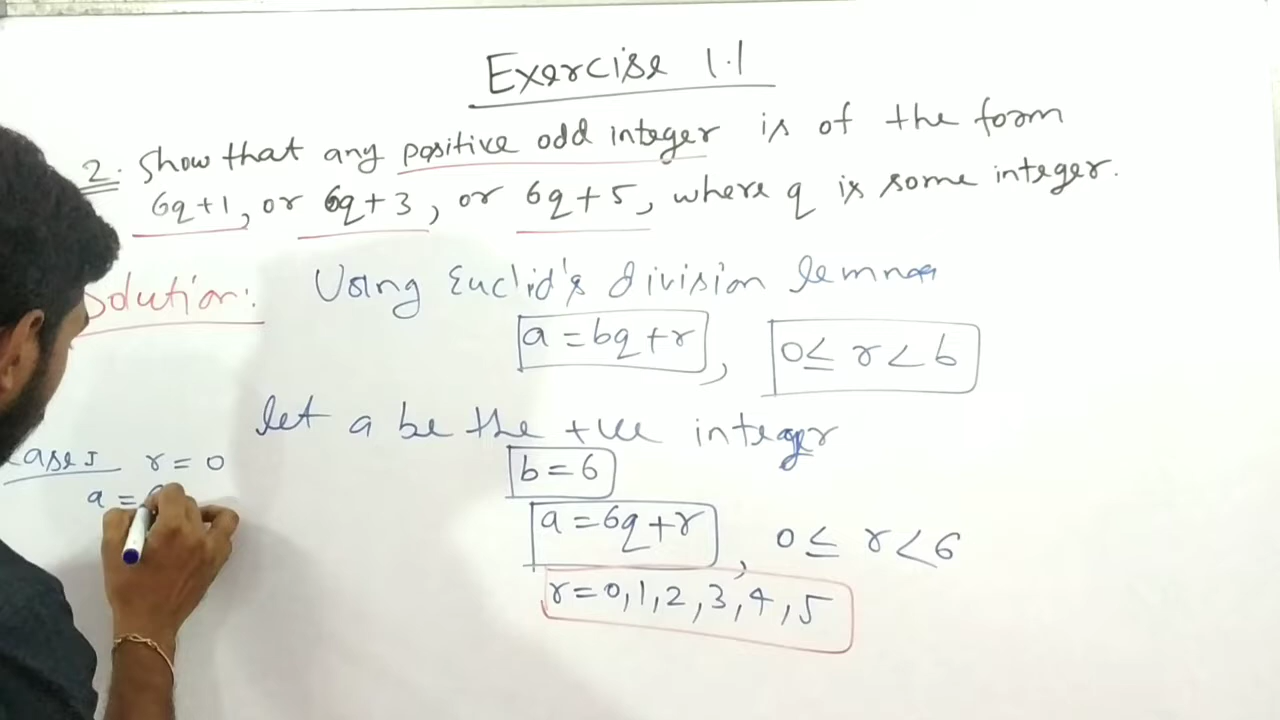 Exercise 1.1
2. Show that any positive odd integer is of the form
6q+1, or 6q+3, or 6q+5, where q is some integer.
Solution: Using Euclid's division lemma
a = bq + r, 0 ≤ r < b
let a be the +ve integer
Case I r = 0
b = 6
a =
a = 6q + r, 0 ≤ r < 6
r = 0, 1, 2, 3, 4, 5